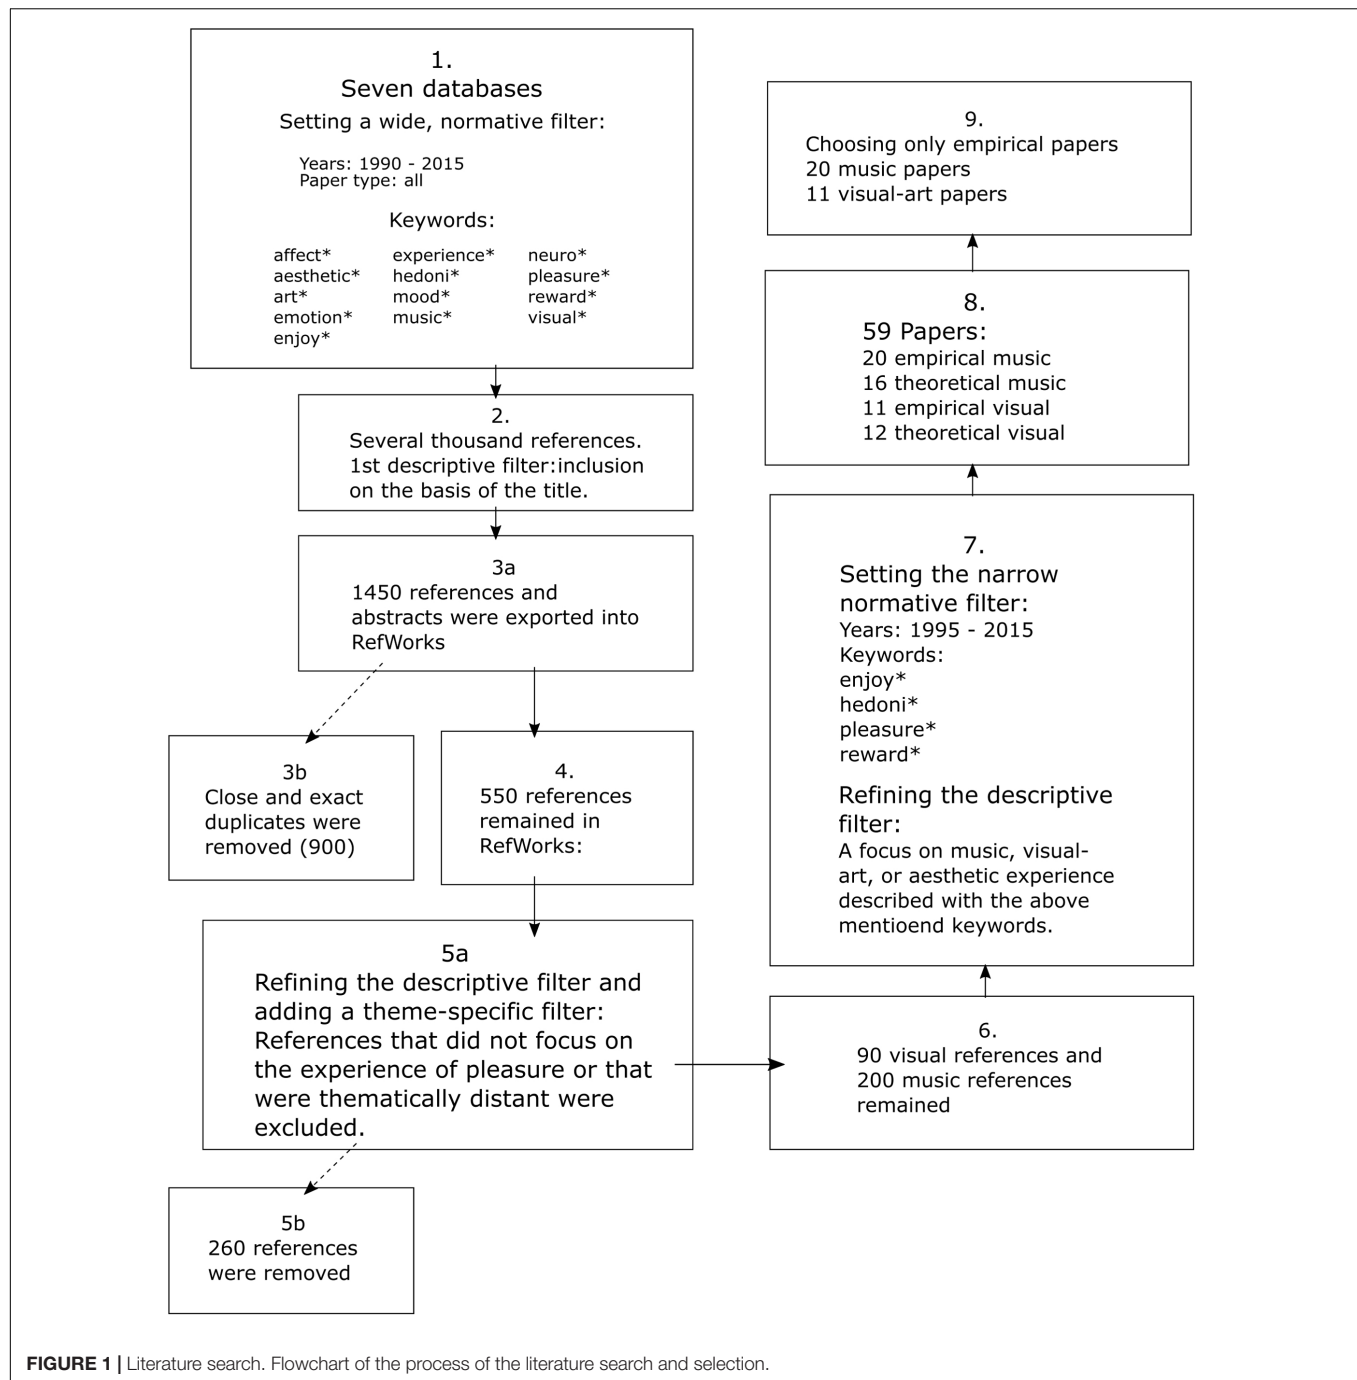 1.
Seven databases
Setting a wide, normative filter:
Years: 1990 - 2015
Paper type: all
Keywords:
affect* experience* neuro*
aesthetic* hedoni* pleasure*
art* mood* reward*
emotion* music* visual*
enjoy*
2.
Several thousand references.
1st descriptive filter:inclusion
on the basis of the title.
3a
1450 references and
abstracts were exported into
RefWorks
3b
Close and exact
duplicates were
removed (900)
4.
550 references
remained in
RefWorks:
5a
Refining the descriptive filter and
adding a theme-specific filter:
References that did not focus on
the experience of pleasure or that
were thematically distant were
excluded.
5b
260 references
were removed
6.
90 visual references and
200 music references
remained
7.
Setting the narrow
normative filter:
Years: 1995 - 2015
Keywords:
enjoy*
hedoni*
pleasure*
reward*
Refining the descriptive
filter:
A focus on music, visual-
art, or aesthetic experience
described with the above
mentioend keywords.
8.
59 Papers:
20 empirical music
16 theoretical music
11 empirical visual
12 theoretical visual
9.
Choosing only empirical papers
20 music papers
11 visual-art papers
FIGURE 1 | Literature search. Flowchart of the process of the literature search and selection.